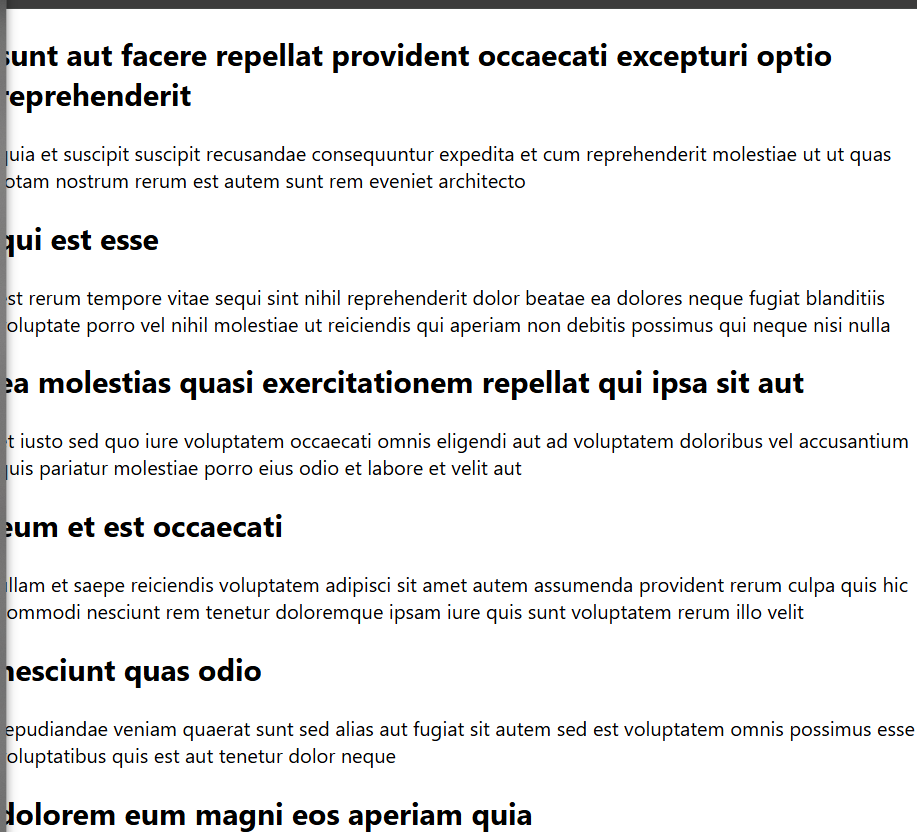 sunt aut facere repellat provident occaecati excepturi optio
reprehenderit
quia et suscipit suscipit recusandae consequuntur expedita et cum reprehenderit molestiae ut ut quas
otam nostrum rerum est autem sunt rem eveniet architecto
qui est esse
est rerum tempore vitae sequi sint nihil reprehenderit dolor beatae ea dolores neque fugiat blanditiis
oluptate porro vel nihil molestiae ut reiciendis qui aperiam non debitis possimus qui neque nisi nulla
ea molestias quasi exercitationem repellat qui ipsa sit aut
et iusto sed quo iure voluptatem occaecati omnis eligendi aut ad voluptatem doloribus vel accusantium
quis pariatur molestiae porro eius odio et labore et velit aut
eum et est occaecati
ullam et saepe reiciendis voluptatem adipisci sit amet autem assumenda provident rerum culpa quis hic
ommodi nesciunt rem tenetur doloremque ipsam iure quis sunt voluptatem rerum illo velit
nesciunt quas odio
epudiandae veniam quaerat sunt sed alias aut fugiat sit autem sed est voluptatem omnis possimus esse
oluptatibus quis est aut tenetur dolor neque
dolorem eum magni eos aperiam quia